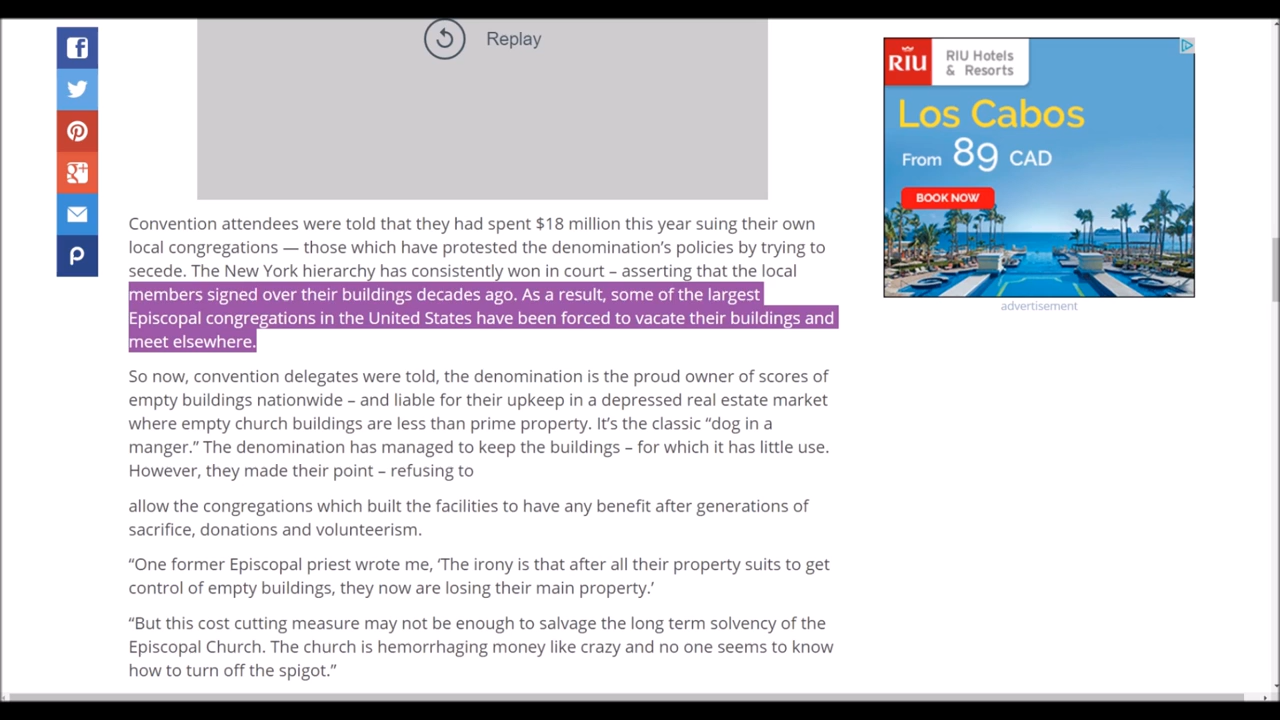 Replay
RIU
RIU Hotels
& Resorts
Los Cabos
From 89 CAD
BOOK NOW
advertisement
Convention attendees were told that they had spent $18 million this year suing their own
local congregations — those which have protested the denomination’s policies by trying to
secede. The New York hierarchy has consistently won in court – asserting that the local
members signed over their buildings decades ago. As a result, some of the largest
Episcopal congregations in the United States have been forced to vacate their buildings and
meet elsewhere.
So now, convention delegates were told, the denomination is the proud owner of scores of
empty buildings nationwide – and liable for their upkeep in a depressed real estate market
where empty church buildings are less than prime property. It’s the classic “dog in a
manger.” The denomination has managed to keep the buildings – for which it has little use.
However, they made their point – refusing to
allow the congregations which built the facilities to have any benefit after generations of
sacrifice, donations and volunteerism.
“One former Episcopal priest wrote me, ‘The irony is that after all their property suits to get
control of empty buildings, they now are losing their main property.’
“But this cost cutting measure may not be enough to salvage the long term solvency of the
Episcopal Church. The church is hemorrhaging money like crazy and no one seems to know
how to turn off the spigot.”